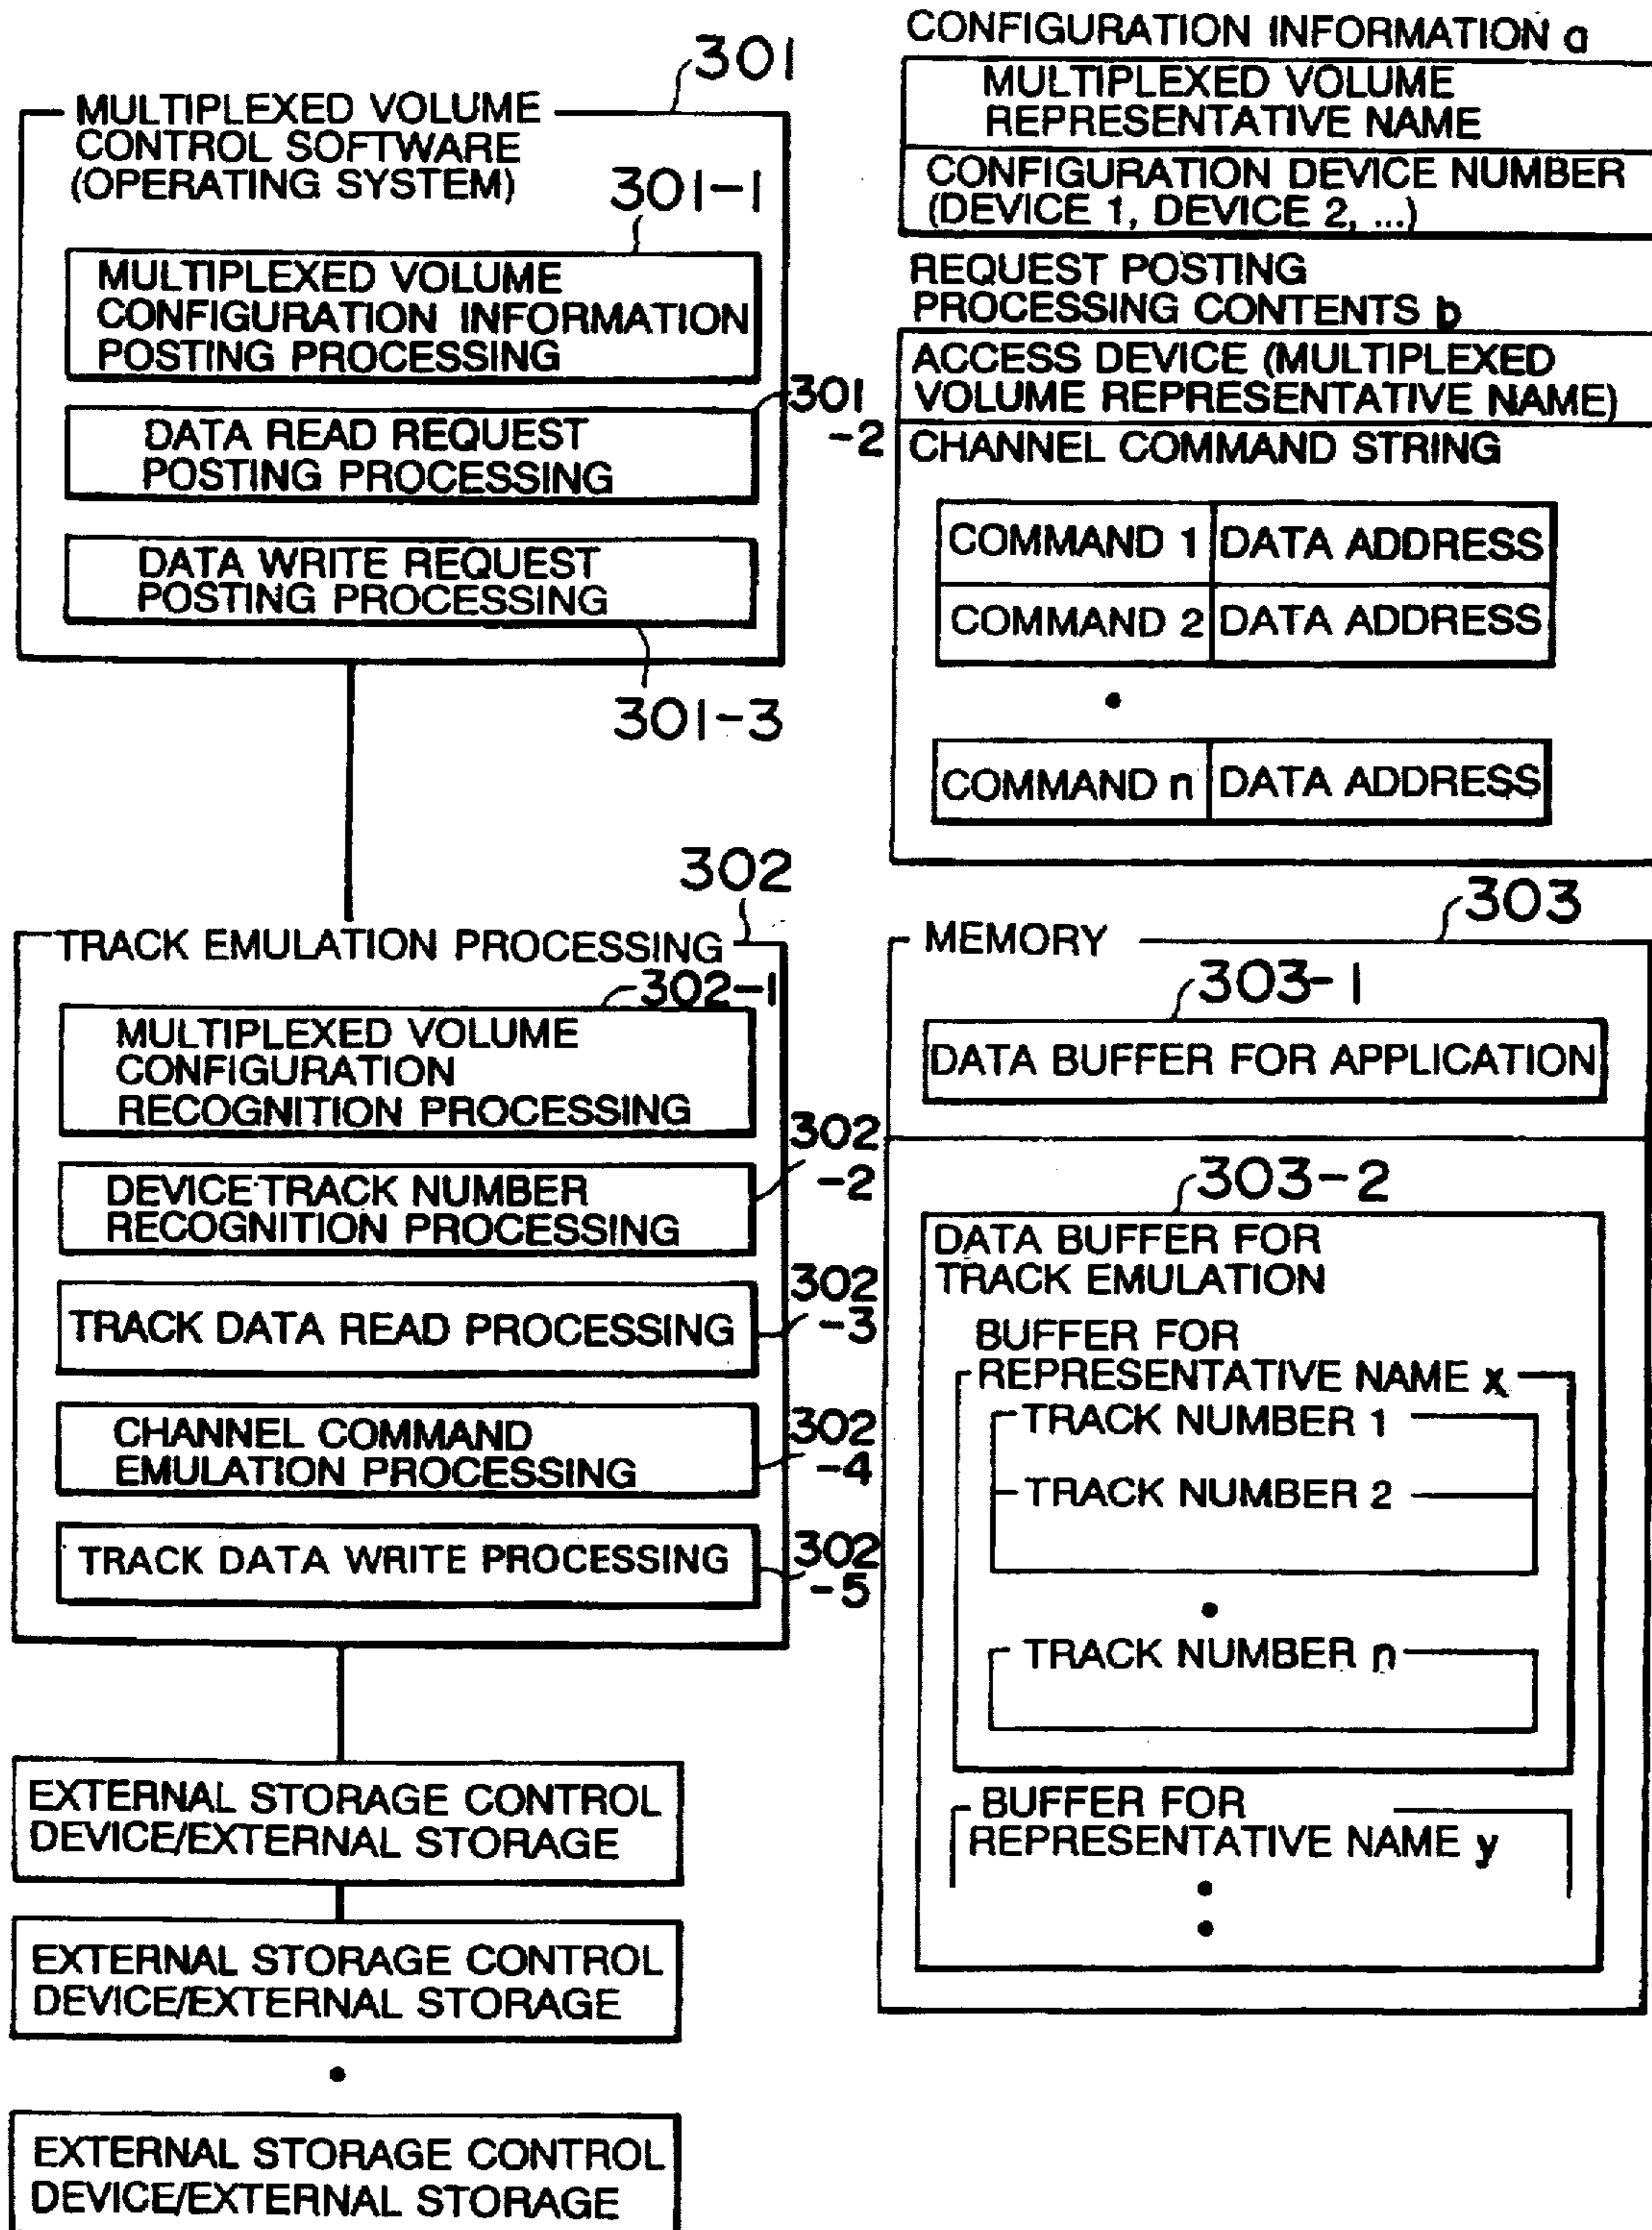 301
MULTIPLEXED VOLUME
CONTROL SOFTWARE
(OPERATING SYSTEM)
301-1
MULTIPLEXED VOLUME
CONFIGURATION INFORMATION
POSTING PROCESSING
301
-2
DATA READ REQUEST
POSTING PROCESSING
DATA WRITE REQUEST
POSTING PROCESSING
301-3
302
TRACK EMULATION PROCESSING
302-1
MULTIPLEXED VOLUME
CONFIGURATION
RECOGNITION PROCESSING
302
-2
DEVICE·TRACK NUMBER
RECOGNITION PROCESSING
302
-3
TRACK DATA READ PROCESSING
302
-4
CHANNEL COMMAND
EMULATION PROCESSING
302
-5
TRACK DATA WRITE PROCESSING
EXTERNAL STORAGE CONTROL
DEVICE/EXTERNAL STORAGE
EXTERNAL STORAGE CONTROL
DEVICE/EXTERNAL STORAGE
EXTERNAL STORAGE CONTROL
DEVICE/EXTERNAL STORAGE
CONFIGURATION INFORMATION a
MULTIPLEXED VOLUME
REPRESENTATIVE NAME
CONFIGURATION DEVICE NUMBER
(DEVICE 1, DEVICE 2, ...)
REQUEST POSTING
PROCESSING CONTENTS b
ACCESS DEVICE (MULTIPLEXED
VOLUME REPRESENTATIVE NAME)
CHANNEL COMMAND STRING
COMMAND 1 DATA ADDRESS
COMMAND 2 DATA ADDRESS
COMMAND n DATA ADDRESS
303
MEMORY
303-1
DATA BUFFER FOR APPLICATION
303-2
DATA BUFFER FOR
TRACK EMULATION
BUFFER FOR
REPRESENTATIVE NAME x
TRACK NUMBER 1
TRACK NUMBER 2
TRACK NUMBER n
BUFFER FOR
REPRESENTATIVE NAME y